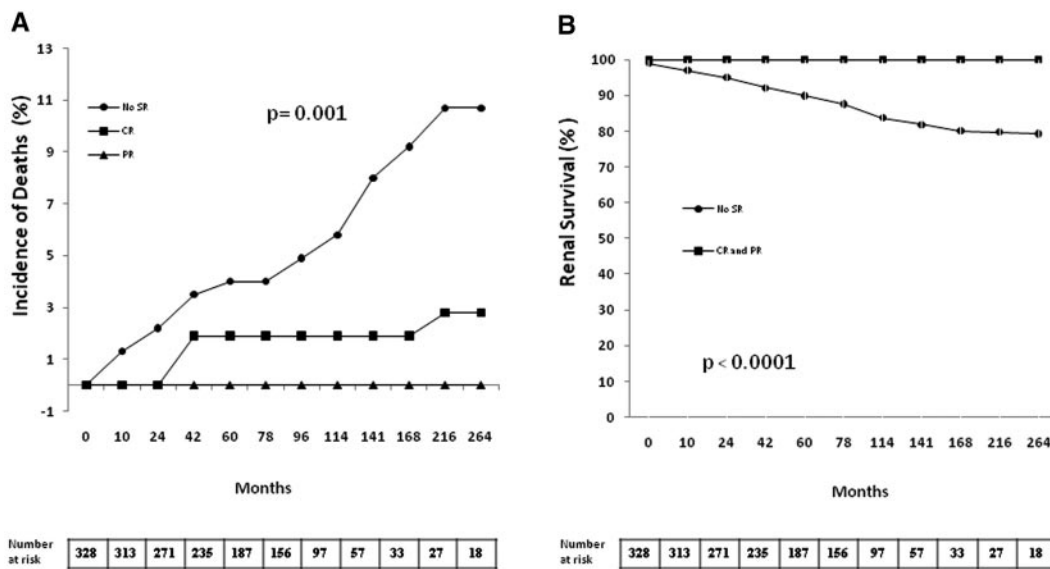 A
Incidence of Deaths (%)
13
11
9
7
5
3
1
-1
No SR
CR
PR
p= 0.001
0 10 24 42 60 78 96 114 141 168 216 264
Months
Number at risk
328 313 271 235 187 156 97 57 33 27 18
B
Renal Survival (%)
100
90
80
70
60
50
40
30
20
10
0
No SR
CR and PR
p < 0.0001
0 10 24 42 60 78 114 141 168 216 264
Months
Number at risk
328 313 271 235 187 156 97 57 33 27 18